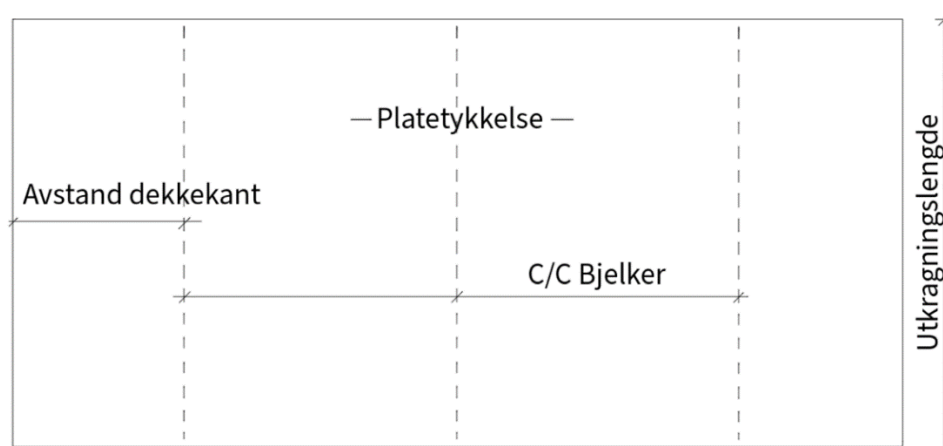 Platetykkelse
Avstand dekkekant
C/C Bjelker
Utkragningslengde